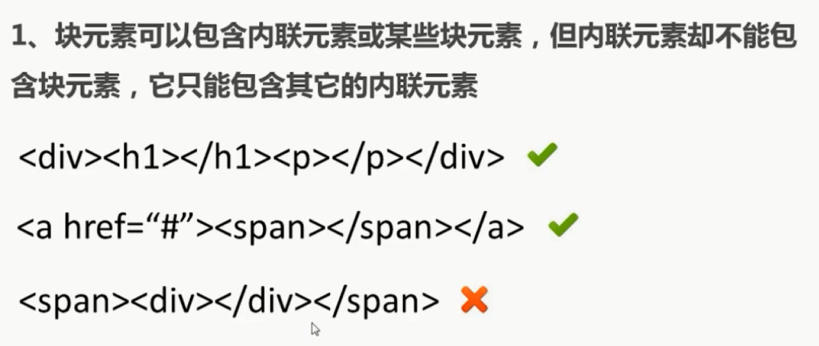 1、块元素可以包含内联元素或某些块元素，但内联元素却不能包
含块元素，它只能包含其它的内联元素
<div><h1></h1><p></p></div>
<a href=“#”><span></span></a>
<span><div></div></span>